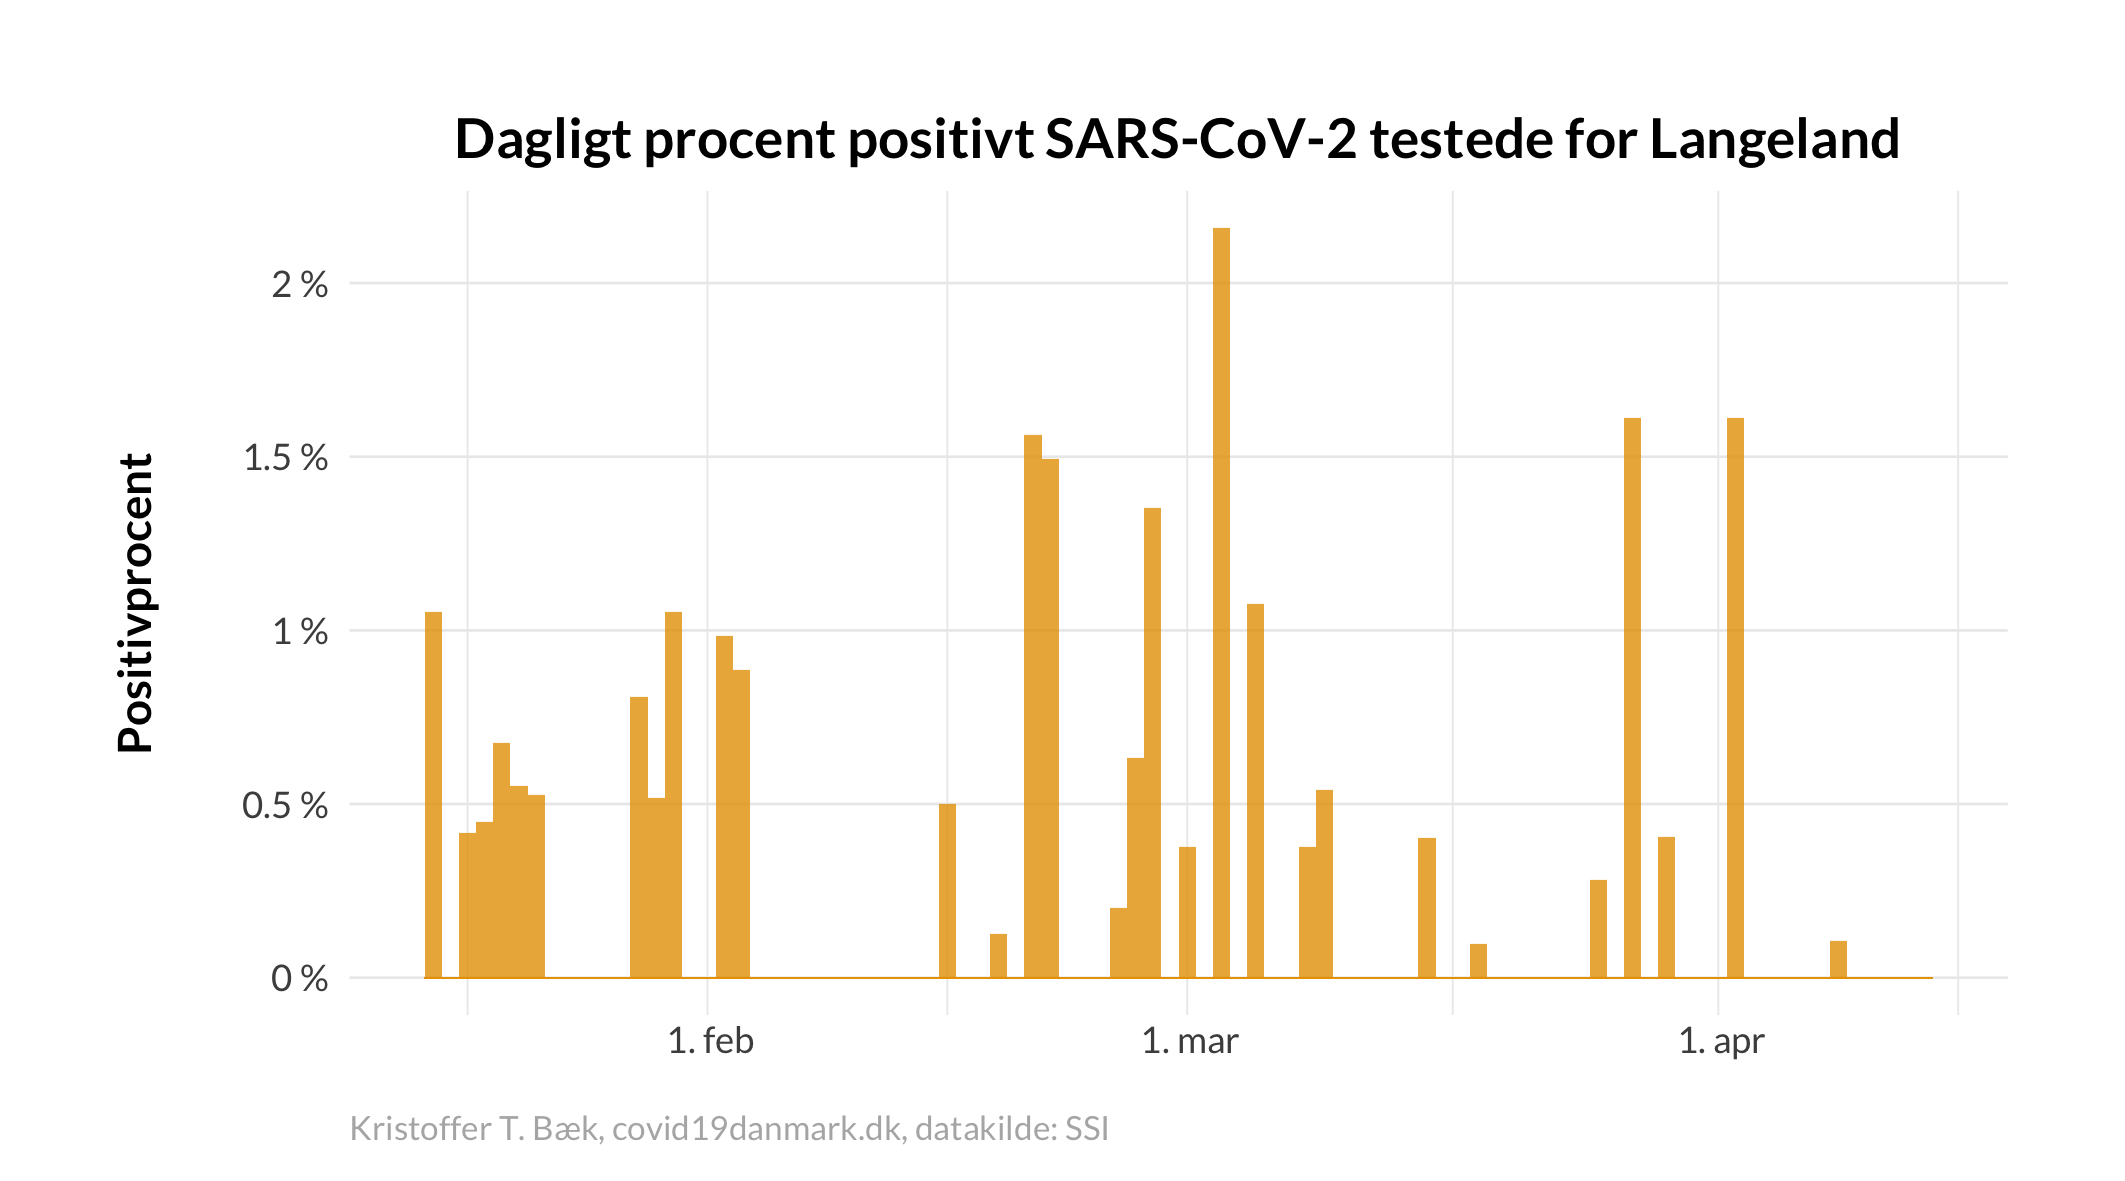 Dagligt procent positivt SARS-CoV-2 testede for Langeland
Positivprocent
2 %
1.5 %
1 %
0.5 %
0 %
1. feb
1. mar
1. apr
Kristoffer T. Bæk, covid19danmark.dk, datakilde: SSI